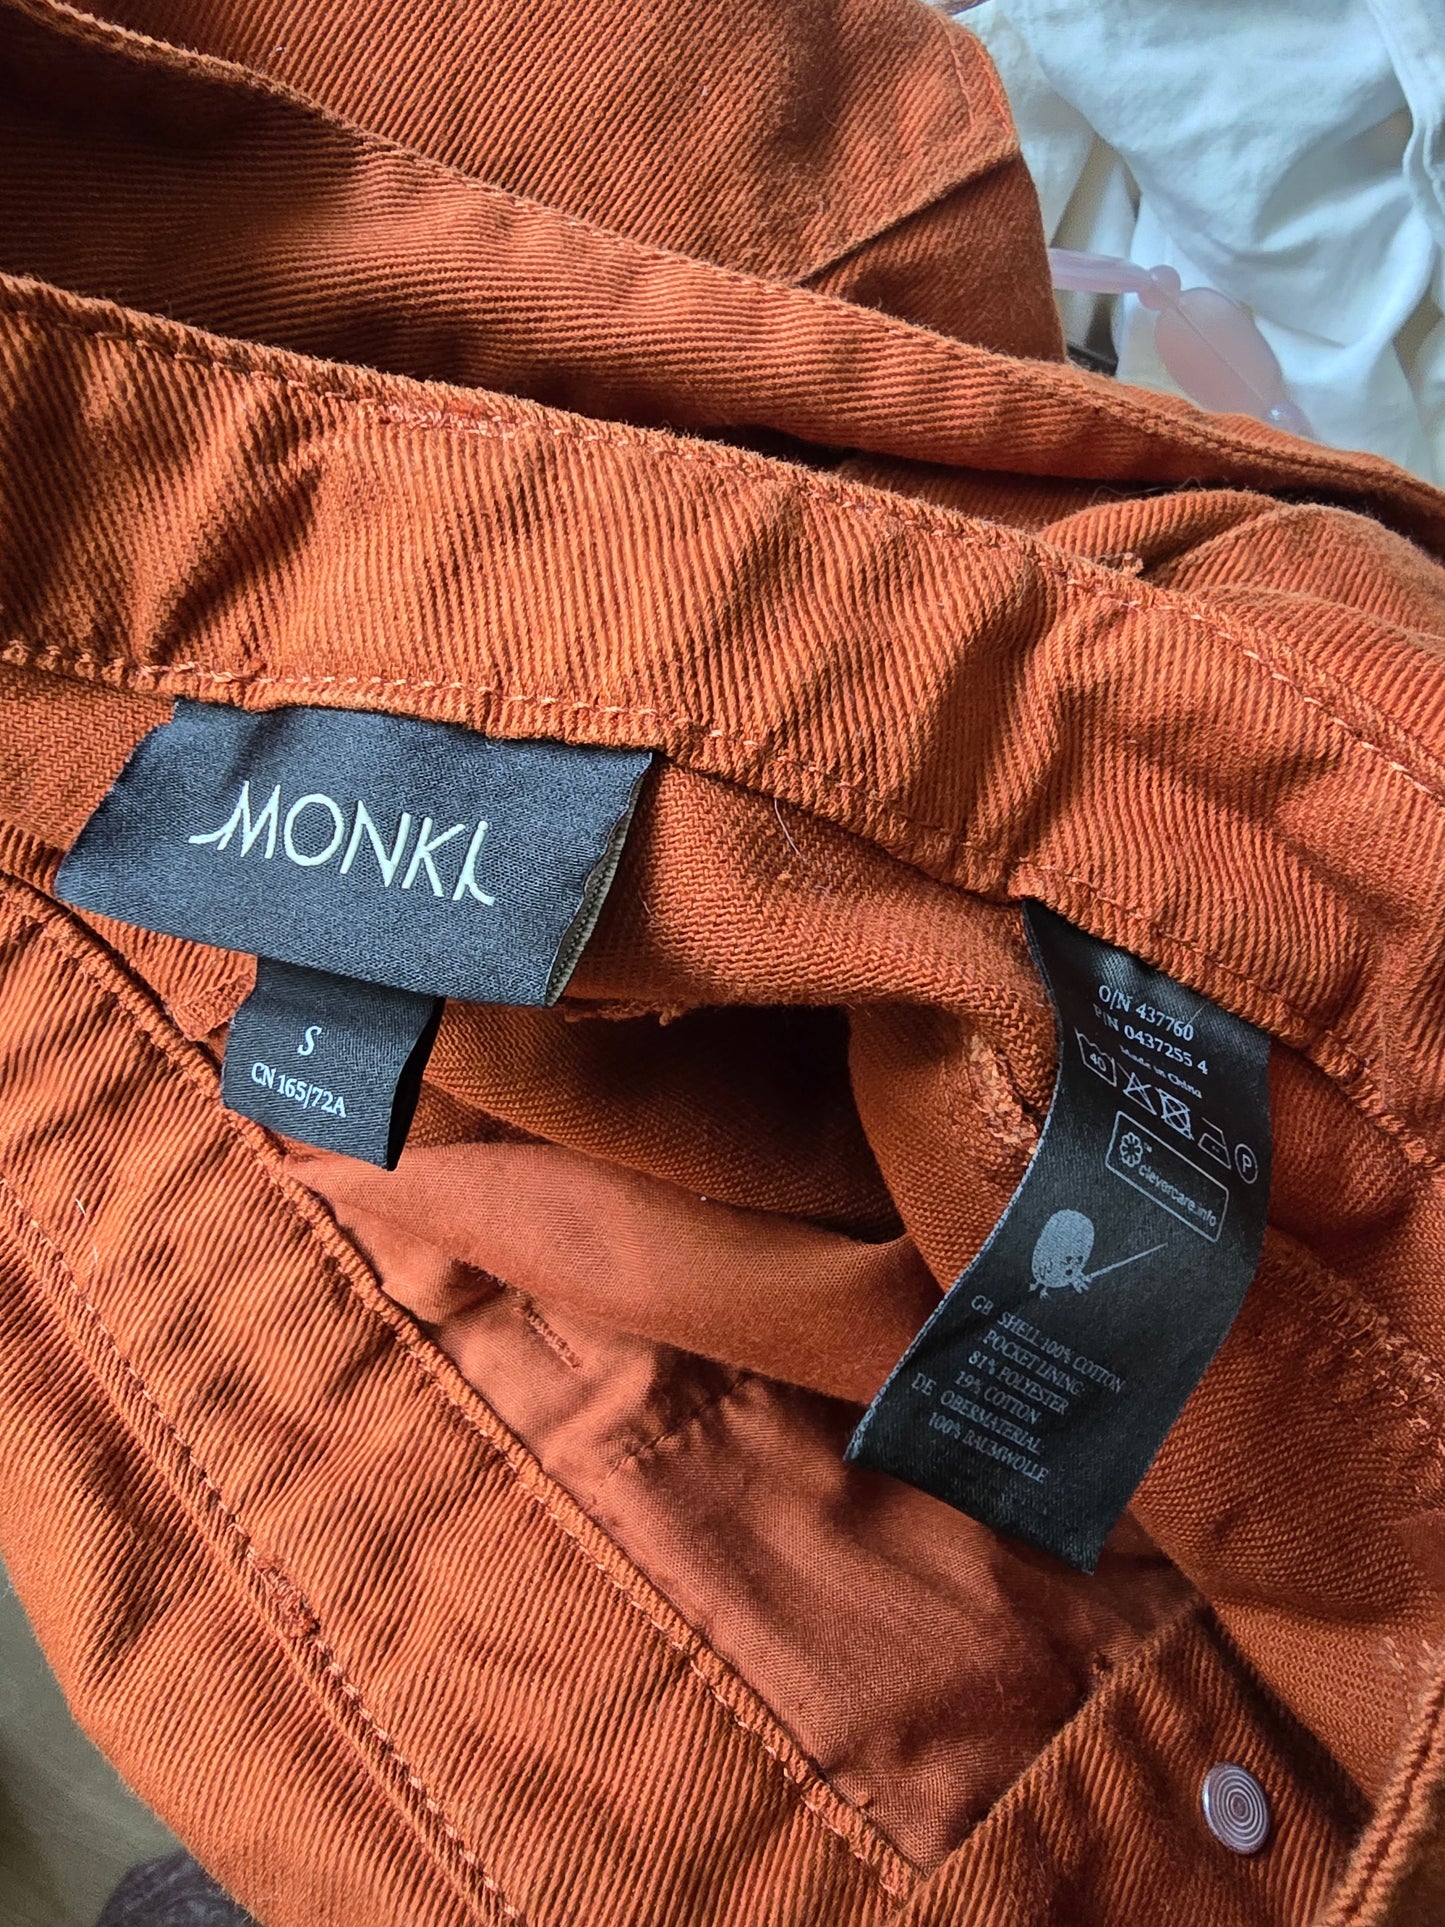 MONKi
S
CN 165/72A
O/N 437760
P/N 0437255 4
Made in China
40
P
clevercare.info
GB SHELL:100% COTTON
POCKET LINING:
81% POLYESTER
19% COTTON
DE OBERMATERIAL
100% BAUMWOLLE